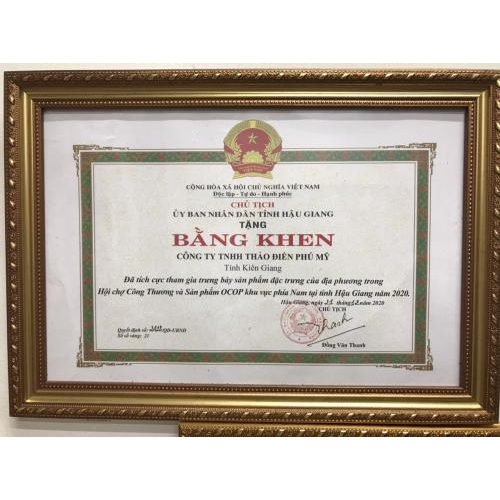 CỘNG HÒA XÃ HỘI CHỦ NGHĨA VIỆT NAM
Độc lập - Tự do - Hạnh phúc
CHỦ TỊCH
ỦY BAN NHÂN DÂN TỈNH HẬU GIANG
TẶNG
BẰNG KHEN
CÔNG TY TNHH THẢO ĐIỀN PHÚ MỸ
Tỉnh Kiên Giang
Đã tích cực tham gia trưng bày sản phẩm đặc trưng của địa phương trong
Hội chợ Công Thương và Sản phẩm OCOP khu vực phía Nam tại tỉnh Hậu Giang năm 2020.
Hậu Giang, ngày tháng năm 2020
CHỦ TỊCH
Quyết định số: /QĐ-UBND
Số sổ vàng: 21
Đồng Văn Thanh